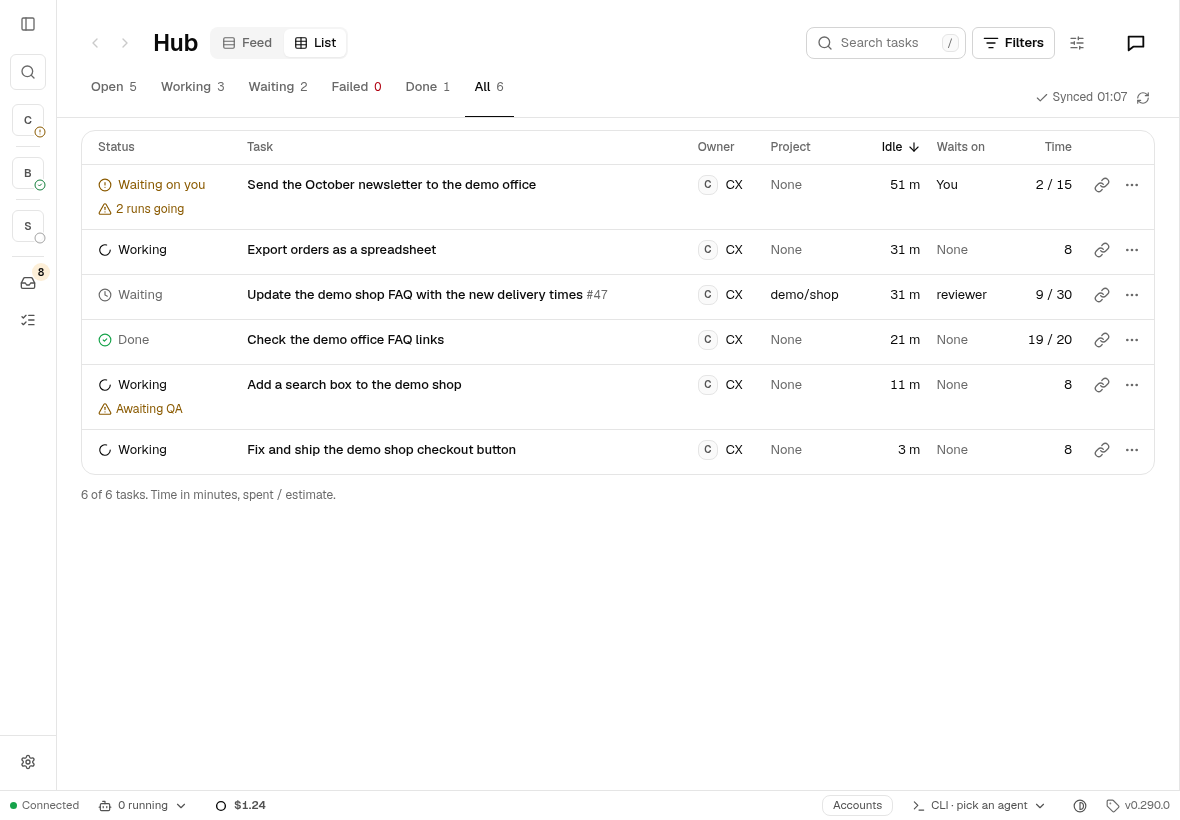 Hub
Feed
List
Search tasks /
Filters
Open 5
Working 3
Waiting 2
Failed 0
Done 1
All 6
Synced 01:07
C
B
S
8
Status Task Owner Project Idle Waits on Time
Waiting on you Send the October newsletter to the demo office C CX None 51 m You 2 / 15
2 runs going
Working Export orders as a spreadsheet C CX None 31 m None 8
Waiting Update the demo shop FAQ with the new delivery times #47 C CX demo/shop 31 m reviewer 9 / 30
Done Check the demo office FAQ links C CX None 21 m None 19 / 20
Working Add a search box to the demo shop C CX None 11 m None 8
Awaiting QA
Working Fix and ship the demo shop checkout button C CX None 3 m None 8
6 of 6 tasks. Time in minutes, spent / estimate.
Connected 0 running $1.24 Accounts CLI · pick an agent v0.290.0